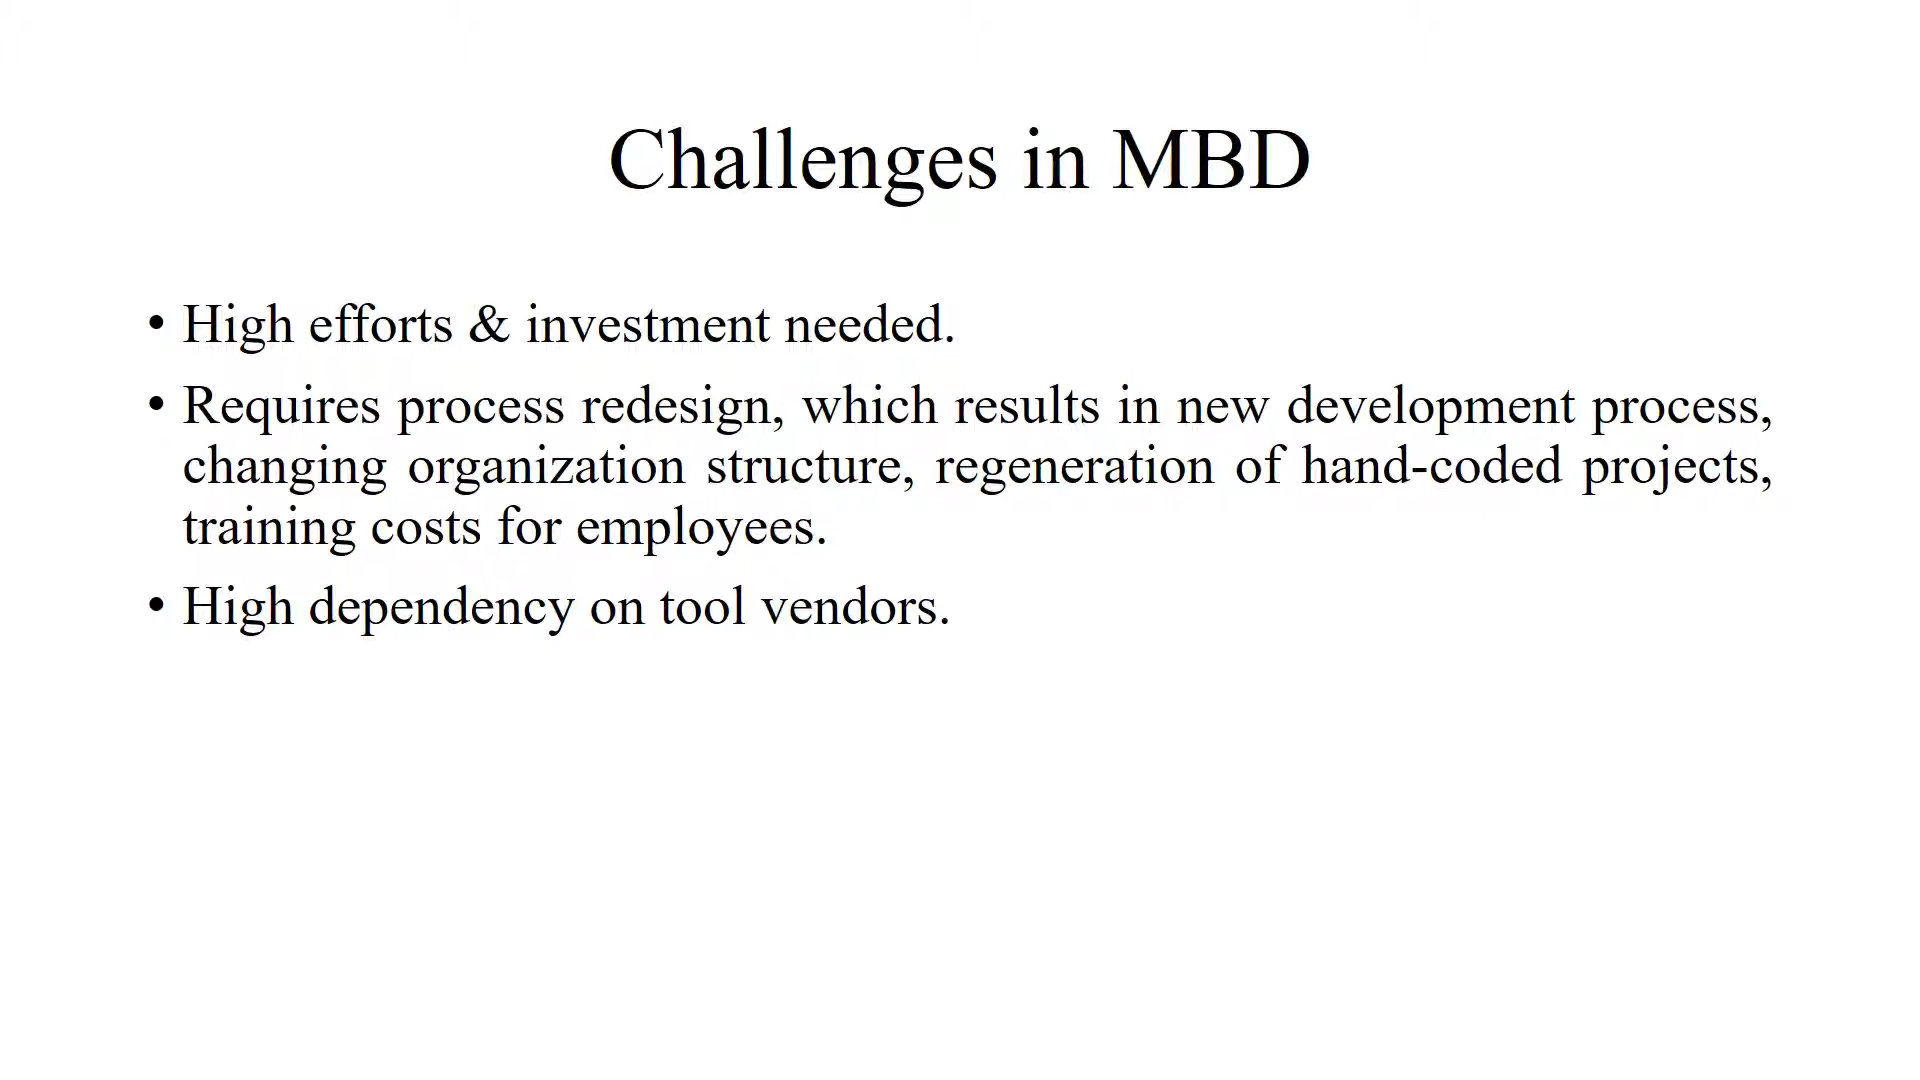 Challenges in MBD
• High efforts & investment needed.
• Requires process redesign, which results in new development process,
changing organization structure, regeneration of hand-coded projects,
training costs for employees.
• High dependency on tool vendors.